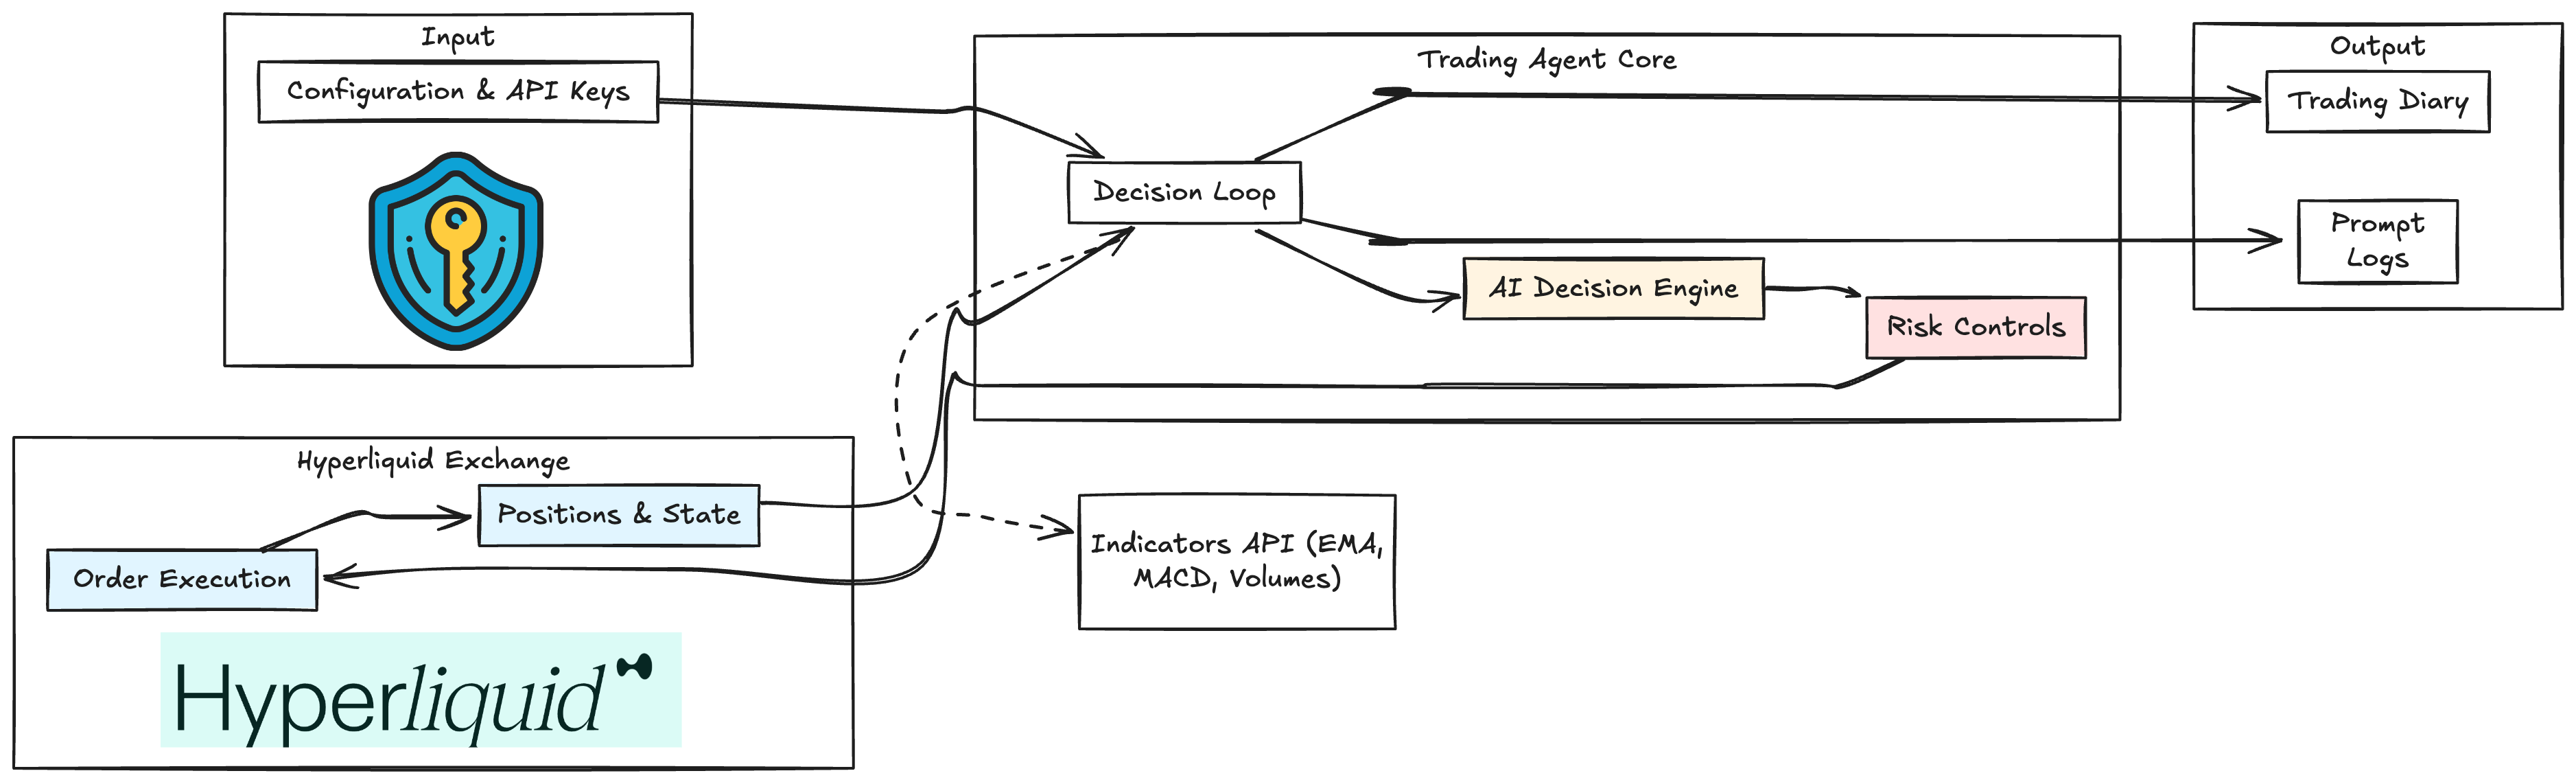 Input
Configuration & API Keys
Trading Agent Core
Decision Loop
AI Decision Engine
Risk Controls
Output
Trading Diary
Prompt
Logs
Hyperliquid Exchange
Positions & State
Order Execution
Hyperliquid
Indicators API (EMA,
MACD, Volumes)